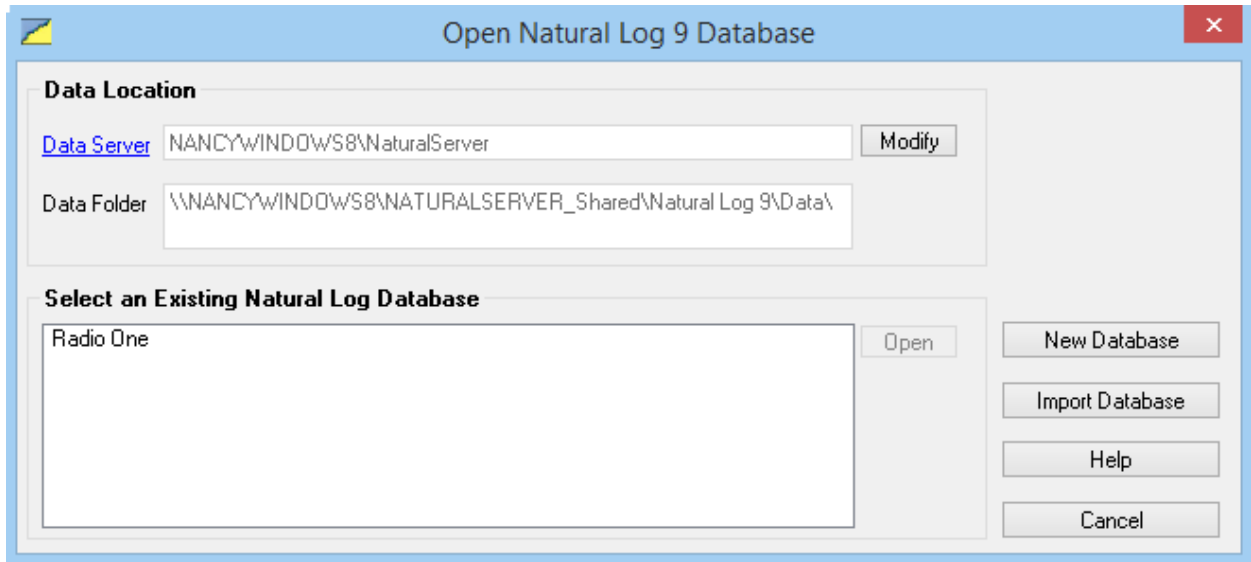 Open Natural Log 9 Database
Data Location
Data Server NANCYWINDOWS8\NaturalServer Modify
Data Folder \\NANCYWINDOWS8\NATURALSERVER_Shared\Natural Log 9\Data\
Select an Existing Natural Log Database
Radio One
Open
New Database
Import Database
Help
Cancel